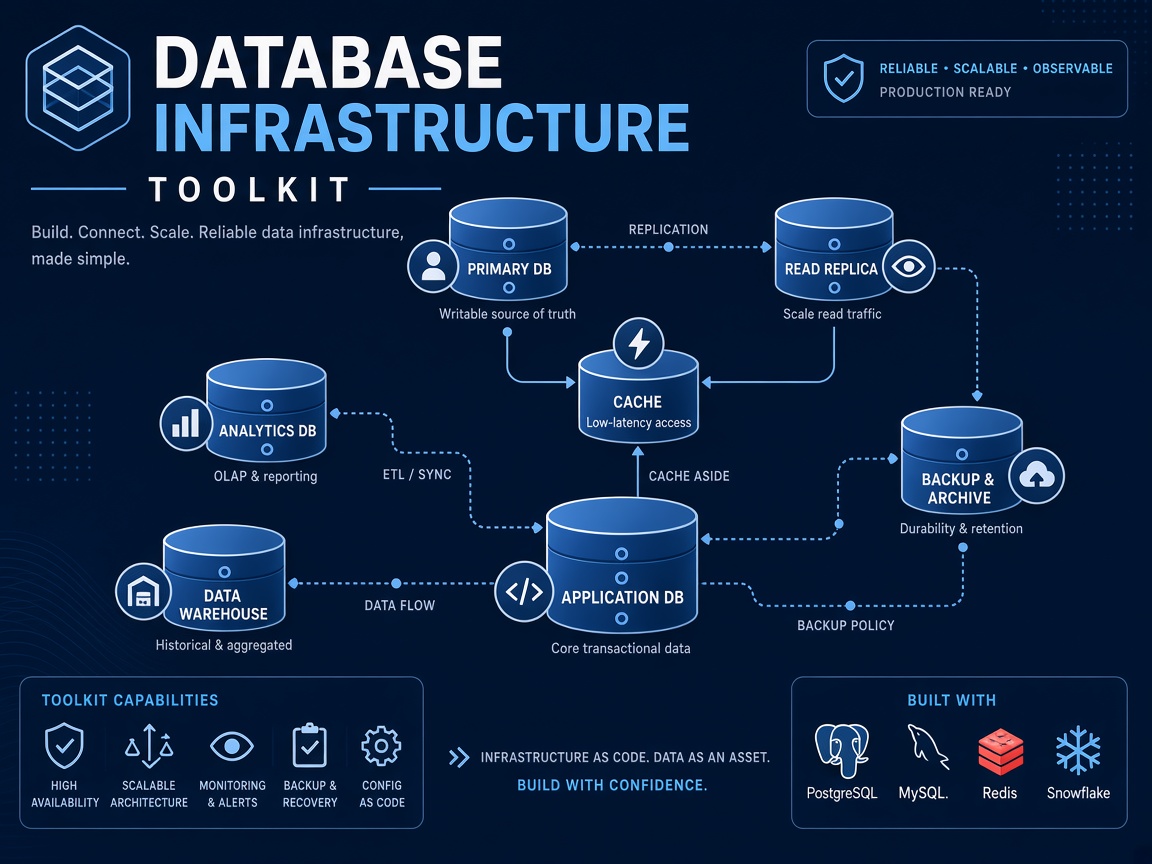 DATABASE
INFRASTRUCTURE
TOOLKIT
Build. Connect. Scale. Reliable data infrastructure,
made simple.
RELIABLE • SCALABLE • OBSERVABLE
PRODUCTION READY
PRIMARY DB
Writable source of truth
REPLICATION
READ REPLICA
Scale read traffic
CACHE
Low-latency access
ANALYTICS DB
OLAP & reporting
ETL / SYNC
CACHE ASIDE
BACKUP &
ARCHIVE
Durability & retention
DATA
WAREHOUSE
Historical & aggregated
DATA FLOW
APPLICATION DB
Core transactional data
BACKUP POLICY
TOOLKIT CAPABILITIES
HIGH
AVAILABILITY
SCALABLE
ARCHITECTURE
MONITORING
& ALERTS
BACKUP &
RECOVERY
CONFIG
AS CODE
INFRASTRUCTURE AS CODE. DATA AS AN ASSET.
BUILD WITH CONFIDENCE.
BUILT WITH
PostgreSQL
MySQL.
Redis
Snowflake